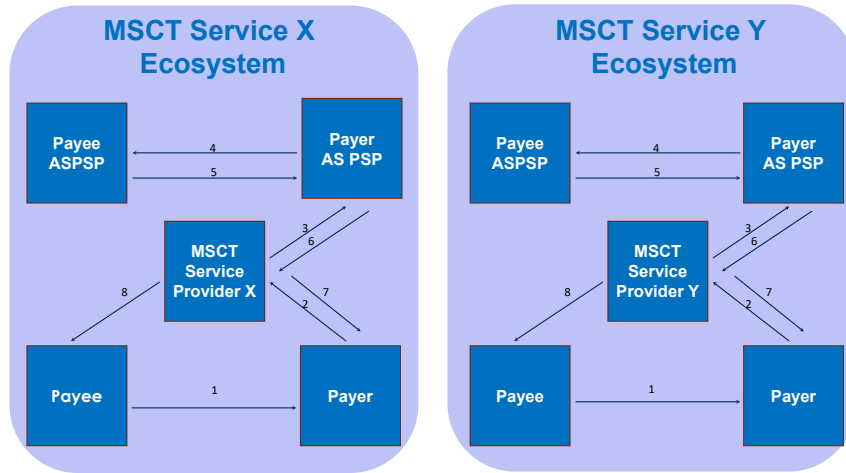 MSCT Service X
Ecosystem
Payee
ASPSP
Payer
AS PSP
4
5
3
6
MSCT
Service
Provider X
8
7
2
Payee
1
Payer
MSCT Service Y
Ecosystem
Payee
ASPSP
Payer
AS PSP
4
5
3
6
MSCT
Service
Provider Y
8
7
2
Payee
1
Payer